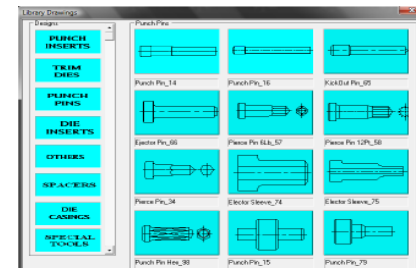 Library Drawings
Designs
PUNCH
INSERTS
TRIM
DIES
PUNCH
PINS
DIE
INSERTS
OTHERS
SPACERS
DIE
CASINGS
SPECIAL
TOOLS
Punch Pins
Punch Pin_14
Punch Pin_16
KickOut Pin_65
Ejector Pin_66
Pierce Pin 6Lb_57
Pierce Pin 12Pt_58
Pierce Pin_34
Elector Sleeve_74
Elector Sleeve_75
Punch Pin Hex_98
Punch Pin_15
Punch Pin_79